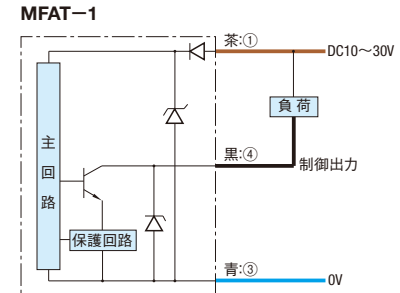 MFAT−1
茶:①
DC10〜30V
負荷
主回路
黒:④
制御出力
保護回路
青:③
0V